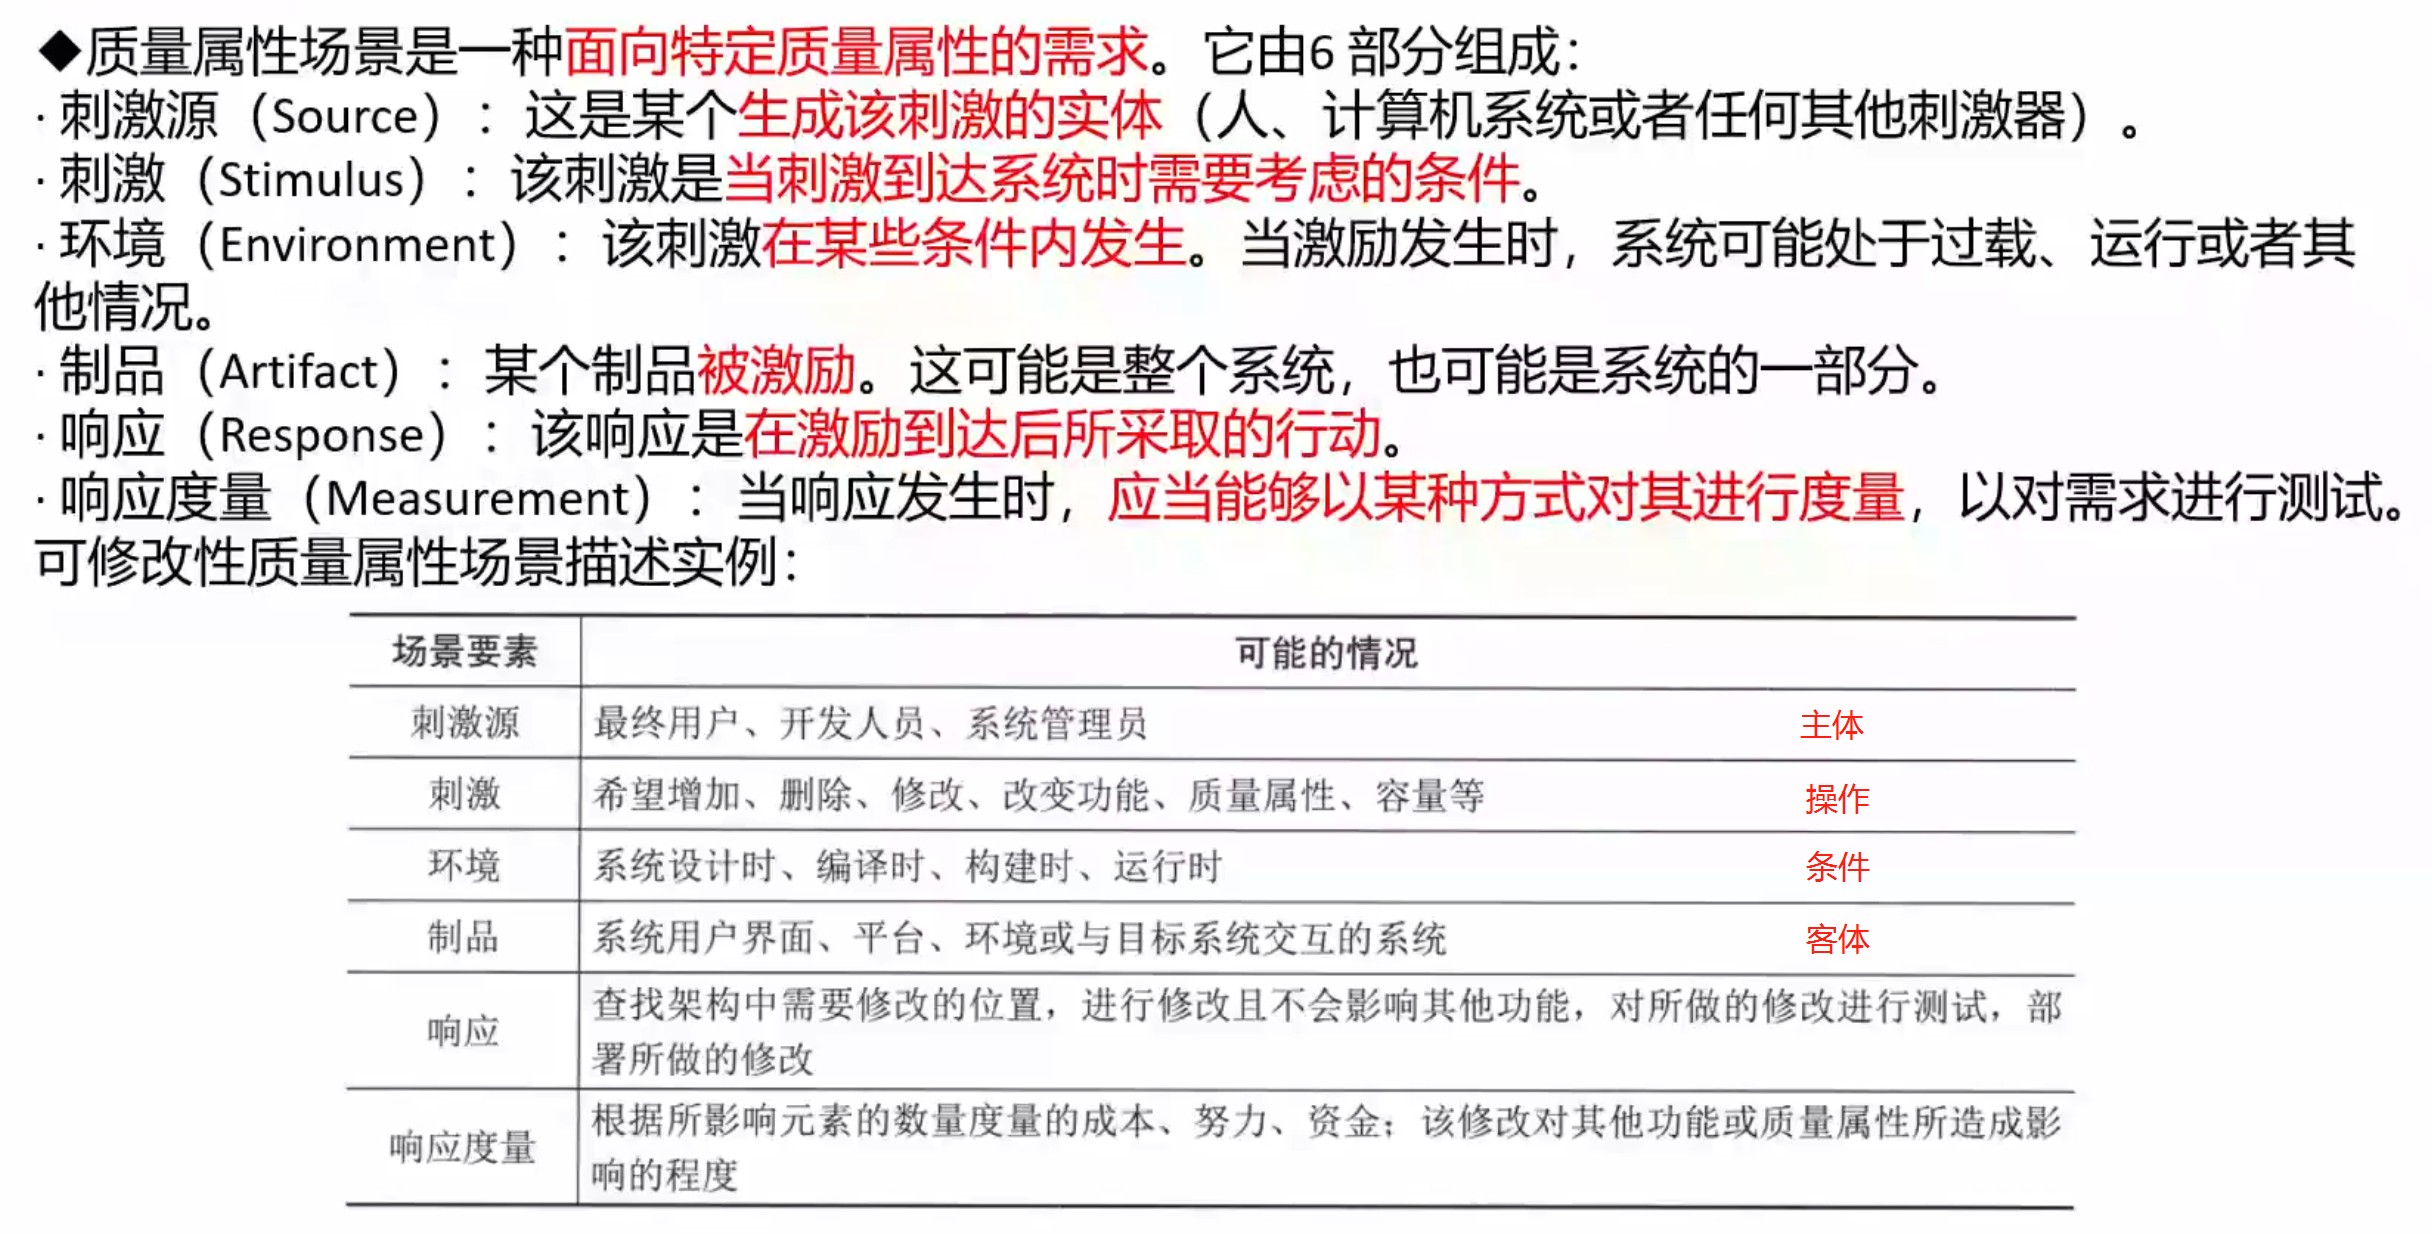 ◆质量属性场景是一种面向特定质量属性的需求。它由6 部分组成：
· 刺激源（Source）：这是某个生成该刺激的实体（人、计算机系统或者任何其他刺激器）。
· 刺激（Stimulus）：该刺激是当刺激到达系统时需要考虑的条件。
· 环境（Environment）：该刺激在某些条件内发生。当激励发生时，系统可能处于过载、运行或者其
他情况。
· 制品（Artifact）：某个制品被激励。这可能是整个系统，也可能是系统的一部分。
· 响应（Response）：该响应是在激励到达后所采取的行动。
· 响应度量（Measurement）：当响应发生时，应当能够以某种方式对其进行度量，以对需求进行测试。
可修改性质量属性场景描述实例：
场景要素 可能的情况
刺激源 最终用户、开发人员、系统管理员 主体
刺激 希望增加、删除、修改、改变功能、质量属性、容量等 操作
环境 系统设计时、编译时、构建时、运行时 条件
制品 系统用户界面、平台、环境或与目标系统交互的系统 客体
响应 查找架构中需要修改的位置，进行修改且不会影响其他功能，对所做的修改进行测试，部
署所做的修改
响应度量 根据所影响元素的数量度量的成本、努力、资金；该修改对其他功能或质量属性所造成影
响的程度